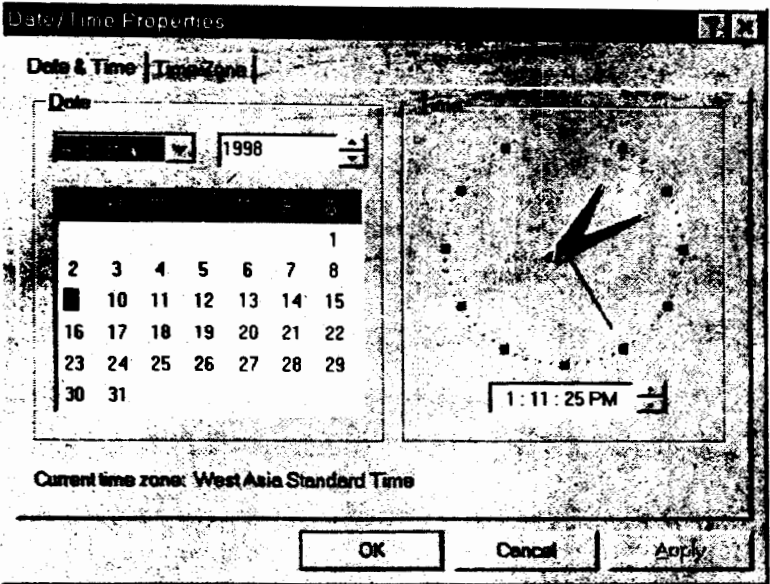 Date/Time Properties
Date & Time Time Zone
Date
1998
1
2 3 4 5 6 7 8
10 11 12 13 14 15
16 17 18 19 20 21 22
23 24 25 26 27 28 29
30 31
1 : 11 : 25 PM
Current time zone: West Asia Standard Time
OK Cancel Apply